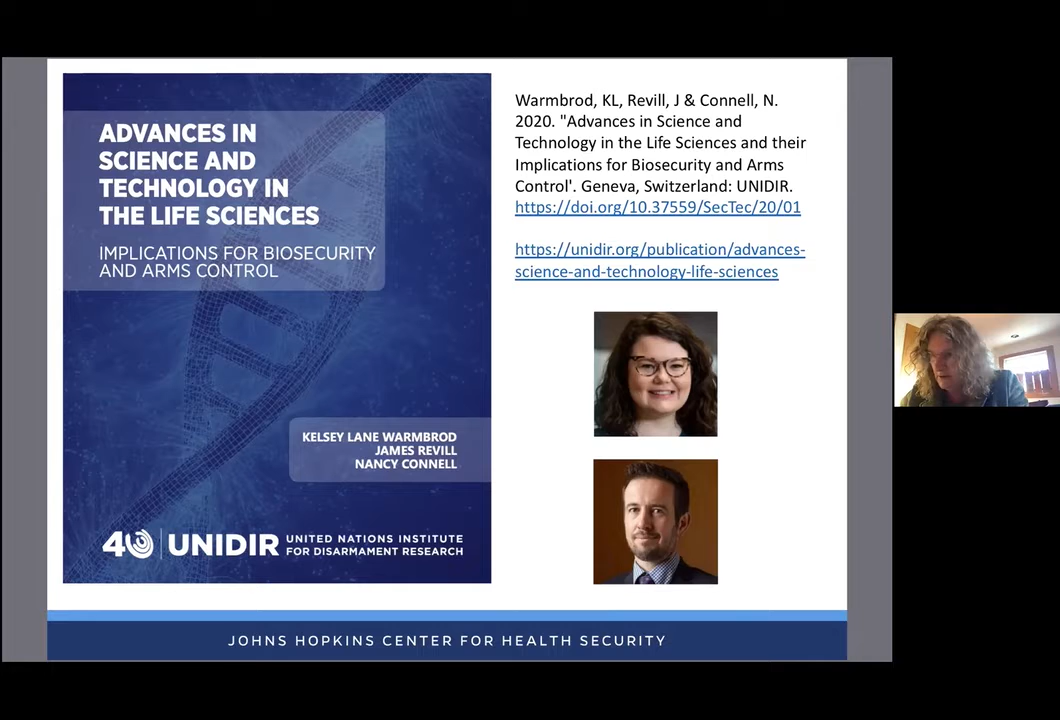 ADVANCES IN
SCIENCE AND
TECHNOLOGY IN
THE LIFE SCIENCES
IMPLICATIONS FOR BIOSECURITY
AND ARMS CONTROL
KELSEY LANE WARMBROD
JAMES REVILL
NANCY CONNELL
40 UNIDIR UNITED NATIONS INSTITUTE
FOR DISARMAMENT RESEARCH
Warmbrod, KL, Revill, J & Connell, N.
2020. "Advances in Science and
Technology in the Life Sciences and their
Implications for Biosecurity and Arms
Control'. Geneva, Switzerland: UNIDIR.
https://doi.org/10.37559/SecTec/20/01
https://unidir.org/publication/advances-
science-and-technology-life-sciences
JOHNS HOPKINS CENTER FOR HEALTH SECURITY